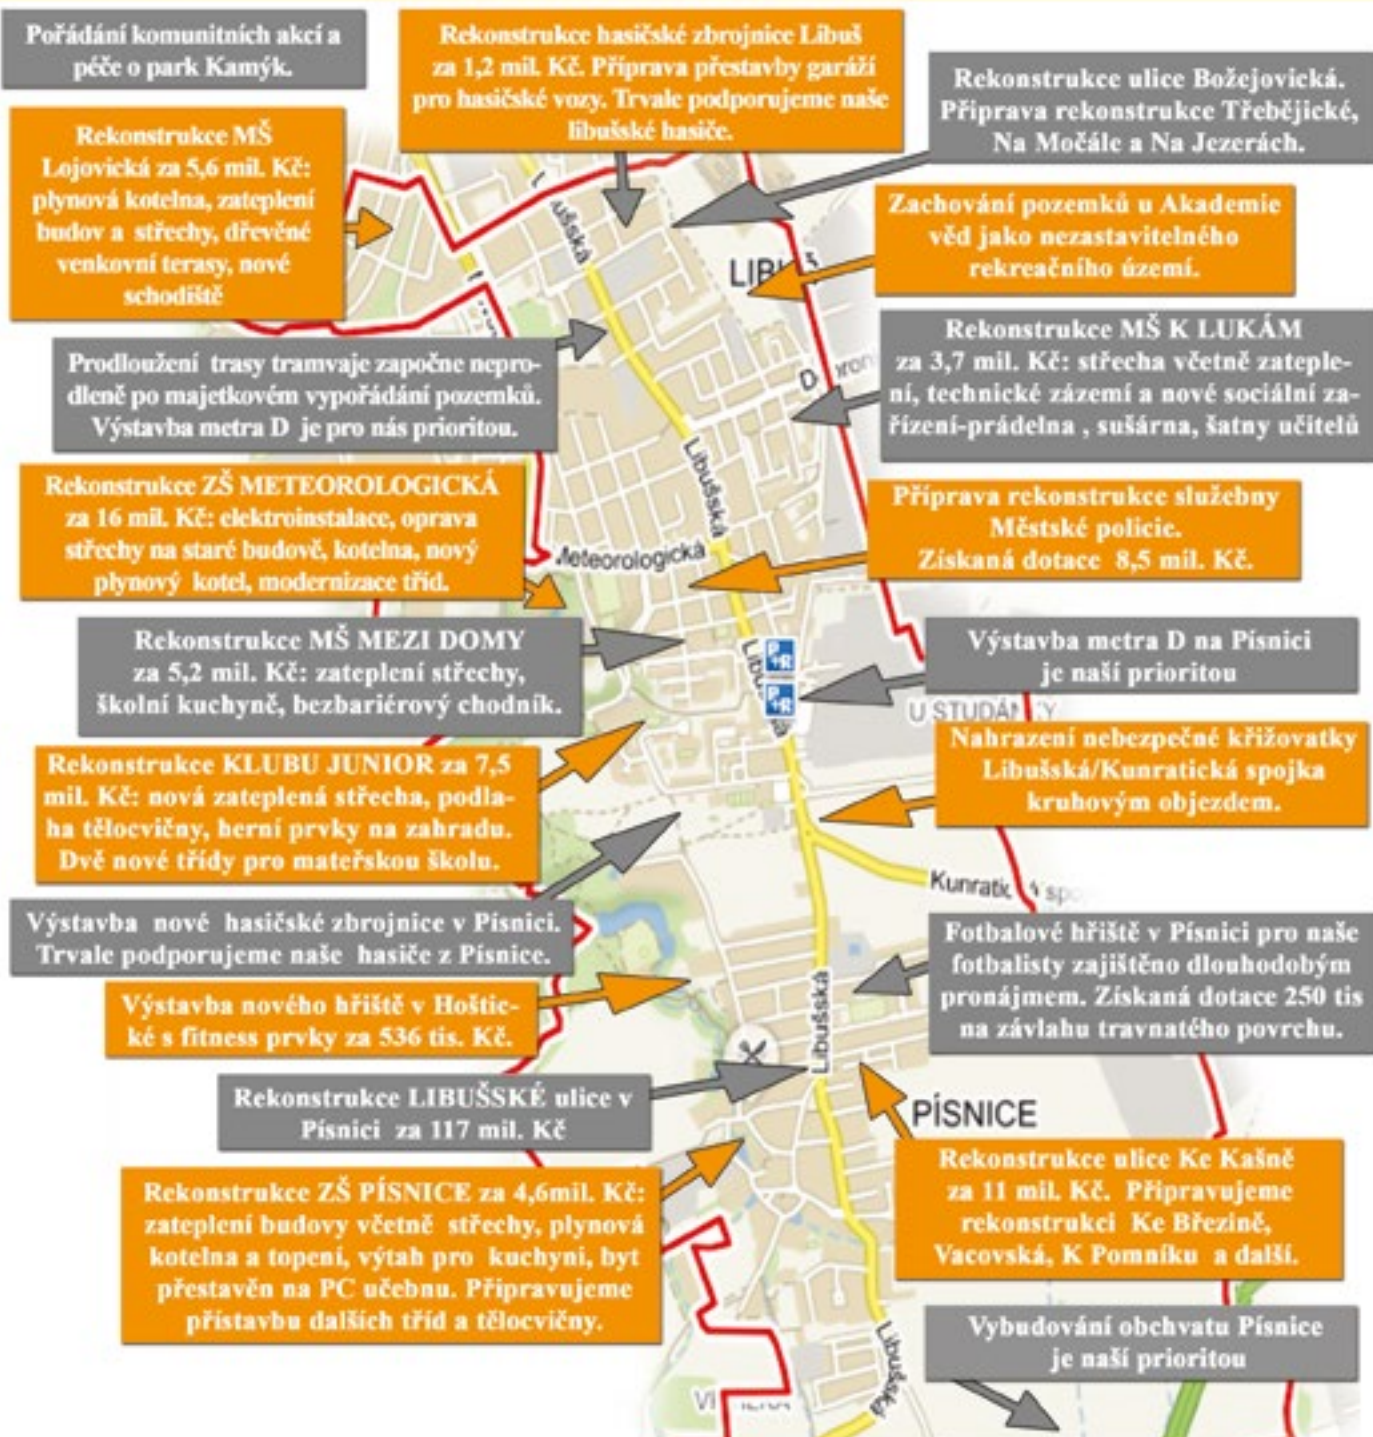 Pořádání komunitních akcí a
péče o park Kamýk.
Rekonstrukce hasičské zbrojnice Libuš
za 1,2 mil. Kč. Příprava přestavby garáží
pro hasičské vozy. Trvale podporujeme naše
libušské hasiče.
Rekonstrukce ulice Božejovická.
Příprava rekonstrukce Třebějické,
Na Močále a Na Jezerách.
Rekonstrukce MŠ
Lojovická za 5,6 mil. Kč:
plynová kotelna, zateplení
budov a střechy, dřevěné
venkovní terasy, nové
schodiště
Zachování pozemků u Akademie
věd jako nezastavitelného
rekreačního území.
ušská
LIB
Prodloužení trasy tramvaje započne nepro-
dleně po majetkovém vypořádání pozemků.
Výstavba metra D je pro nás prioritou.
Rekonstrukce MŠ K LUKÁM
za 3,7 mil. Kč: střecha včetně zateple-
ní, technické zázemí a nové sociální za-
řízení-prádelna , sušárna, šatny učitelů
Libušská
Rekonstrukce ZŠ METEOROLOGICKÁ
za 16 mil. Kč: elektroinstalace, oprava
střechy na staré budově, kotelna, nový
plynový kotel, modernizace tříd.
Meteorologická
Příprava rekonstrukce služebny
Městské policie.
Získaná dotace 8,5 mil. Kč.
Rekonstrukce MŠ MEZI DOMY
za 5,2 mil. Kč: zateplení střechy,
školní kuchyně, bezbariérový chodník.
P+R
P+R
Výstavba metra D na Písnici
je naší prioritou
U STUDÁ
Rekonstrukce KLUBU JUNIOR za 7,5
mil. Kč: nová zateplená střecha, podla-
ha tělocvičny, herní prvky na zahradu.
Dvě nové třídy pro mateřskou školu.
Nahrazení nebezpečné křižovatky
Libušská/Kunratická spojka
kruhovým objezdem.
Kunratic spo
Výstavba nové hasičské zbrojnice v Písnici.
Trvale podporujeme naše hasiče z Písnice.
Fotbalové hřiště v Písnici pro naše
fotbalisty zajištěno dlouhodobým
pronájmem. Získaná dotace 250 tis
na závlahu travnatého povrchu.
Výstavba nového hřiště v Hoštic-
ké s fitness prvky za 536 tis. Kč.
Libušská
Rekonstrukce LIBUŠSKÉ ulice v
Písnici za 117 mil. Kč
PÍSNICE
Rekonstrukce ulice Ke Kašně
za 11 mil. Kč. Připravujeme
rekonstrukci Ke Březině,
Vacovská, K Pomníku a další.
Rekonstrukce ZŠ PÍSNICE za 4,6mil. Kč:
zateplení budovy včetně střechy, plynová
kotelna a topení, výtah pro kuchyni, byt
přestavěn na PC učebnu. Připravujeme
přístavbu dalších tříd a tělocvičny.
Vybudování obchvatu Písnice
je naší prioritou
Libušská